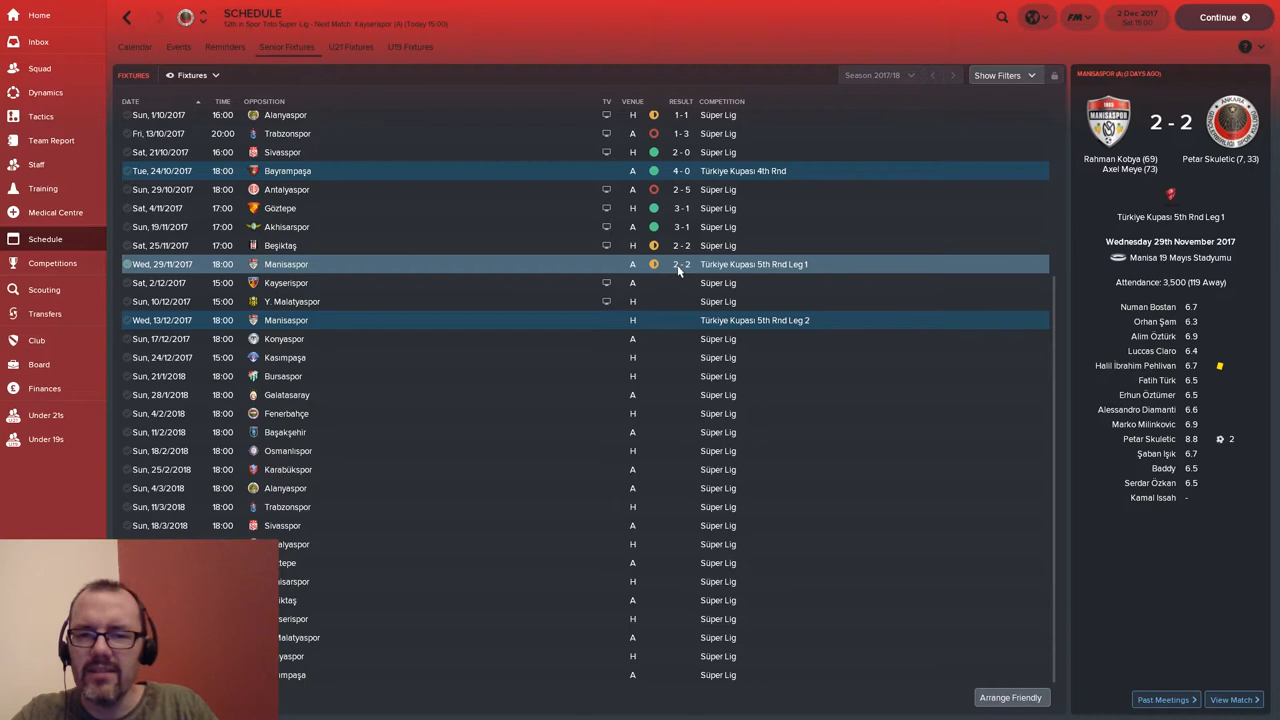 Home
SCHEDULE
12th in Spor Toto Süper Lig - Next Match: Kayserispor (A) (Today 15:00)
FM
2 Dec 2017
Sat 11:00
Continue
Inbox
Squad
Dynamics
Tactics
Team Report
Staff
Training
Medical Centre
Schedule
Competitions
Scouting
Transfers
Club
Board
Finances
Under 21s
Under 19s
Calendar Events Reminders Senior Fixtures U21 Fixtures U19 Fixtures
?
FIXTURES Fixtures Season 2017/18 Show Filters
DATE TIME OPPOSITION TV VENUE RESULT COMPETITION
Sun, 1/10/2017 16:00 Alanyaspor H 1-1 Süper Lig
Fri, 13/10/2017 20:00 Trabzonspor A 1 - 3 Süper Lig
Sat, 21/10/2017 16:00 Sivasspor H 2 - 0 Süper Lig
Tue, 24/10/2017 18:00 Bayrampaşa A 4 - 0 Türkiye Kupası 4th Rnd
Sun, 29/10/2017 18:00 Antalyaspor A 2 - 5 Süper Lig
Sat, 4/11/2017 17:00 Göztepe H 3 - 1 Süper Lig
Sun, 19/11/2017 17:00 Akhisarspor A 3 - 1 Süper Lig
Sat, 25/11/2017 17:00 Beşiktaş H 2 - 2 Süper Lig
Wed, 29/11/2017 18:00 Manisaspor A 2 - 2 Türkiye Kupası 5th Rnd Leg 1
Sat, 2/12/2017 15:00 Kayserispor A Süper Lig
Sun, 10/12/2017 15:00 Y. Malatyaspor H Süper Lig
Wed, 13/12/2017 18:00 Manisaspor H Türkiye Kupası 5th Rnd Leg 2
Sun, 17/12/2017 18:00 Konyaspor A Süper Lig
Sun, 24/12/2017 15:00 Kasımpaşa H Süper Lig
Sun, 21/1/2018 18:00 Bursaspor H Süper Lig
Sun, 28/1/2018 18:00 Galatasaray A Süper Lig
Sun, 4/2/2018 18:00 Fenerbahçe H Süper Lig
Sun, 11/2/2018 18:00 Başakşehir A Süper Lig
Sun, 18/2/2018 18:00 Osmanlıspor H Süper Lig
Sun, 25/2/2018 18:00 Karabükspor A Süper Lig
Sun, 4/3/2018 18:00 Alanyaspor A Süper Lig
Sun, 11/3/2018 18:00 Trabzonspor H Süper Lig
Sun, 18/3/2018 18:00 Sivasspor A Süper Lig
alyaspor H Süper Lig
tepe A Süper Lig
nisarspor H Süper Lig
iktaş A Süper Lig
serispor H Süper Lig
Malatyaspor A Süper Lig
nyaspor H Süper Lig
ımpaşa A Süper Lig
Arrange Friendly
MANISASPOR (A) (3 DAYS AGO)
2 - 2
Rahman Kobya (69)
Axel Meye (73)
Petar Skuletic (7, 33)
Türkiye Kupası 5th Rnd Leg 1
Wednesday 29th November 2017
Manisa 19 Mayıs Stadyumu
Attendance: 3,500 (119 Away)
Numan Bostan 6.7
Orhan Şam 6.3
Alim Öztürk 6.9
Luccas Claro 6.4
Halil İbrahim Pehlivan 6.7
Fatih Türk 6.5
Erhun Öztümer 6.5
Alessandro Diamanti 6.6
Marko Milinkovic 6.9
Petar Skuletic 8.8 2
Şaban Işık 6.7
Baddy 6.5
Serdar Özkan 6.5
Kamal Issah -
Past Meetings
View Match